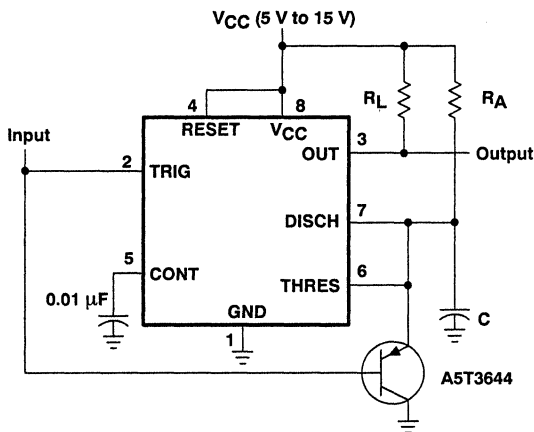 VCC (5 V to 15 V)
4
8
RESET
VCC
RL
RA
Input
3
OUT
Output
2
TRIG
7
DISCH
5
CONT
6
THRES
0.01 µF
GND
C
1
A5T3644